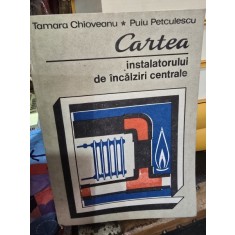 Tamara Chioveanu * Puiu Petculescu
Cartea
instalatorului
de încălziri centrale